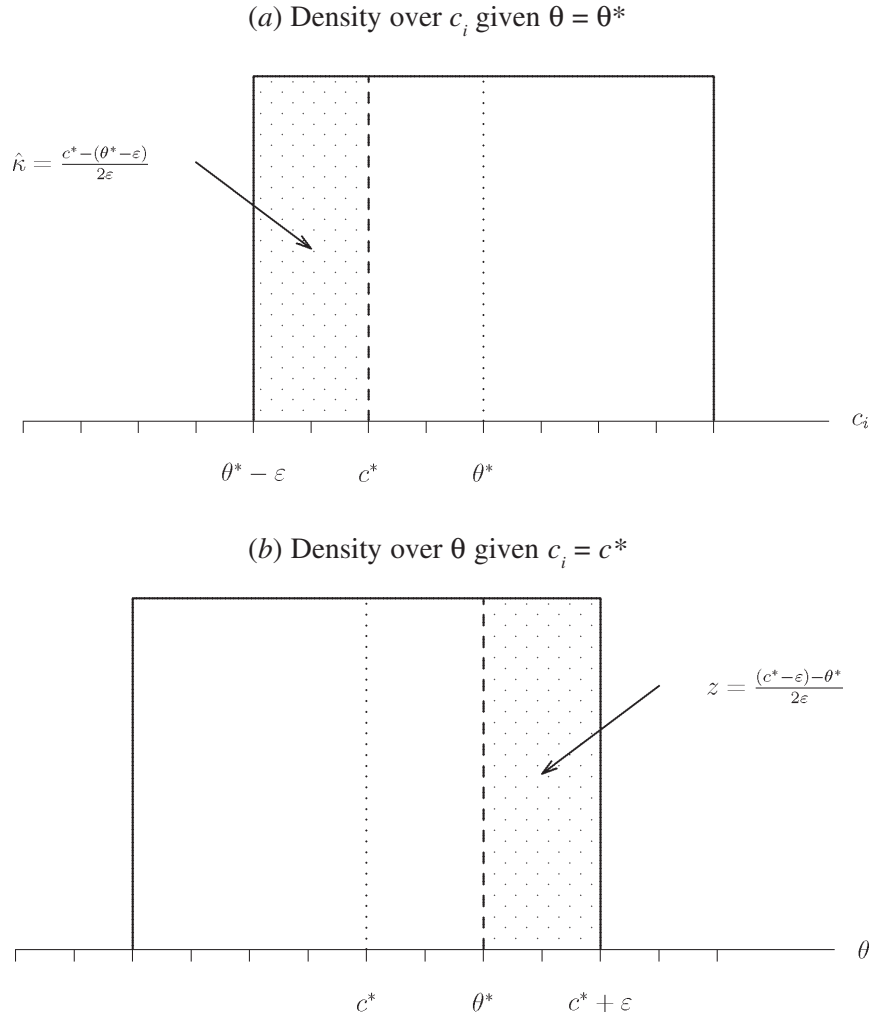 (a) Density over c_i given θ = θ*
κ̂ = c*−(θ*−ε) / 2ε
c_i
θ* − ε c* θ*
(b) Density over θ given c_i = c*
z = (c*−ε)−θ* / 2ε
θ
c* θ* c* + ε